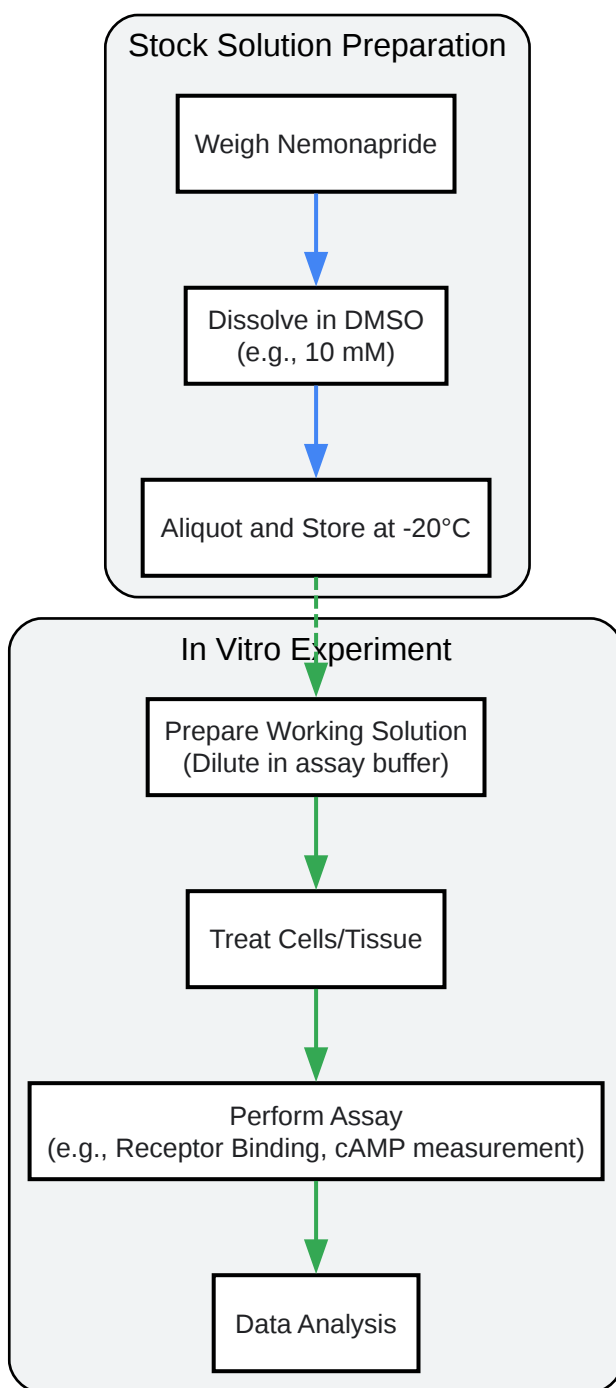 Stock Solution Preparation
Weigh Nemonapride
Dissolve in DMSO
(e.g., 10 mM)
Aliquot and Store at -20°C
In Vitro Experiment
Prepare Working Solution
(Dilute in assay buffer)
Treat Cells/Tissue
Perform Assay
(e.g., Receptor Binding, cAMP measurement)
Data Analysis